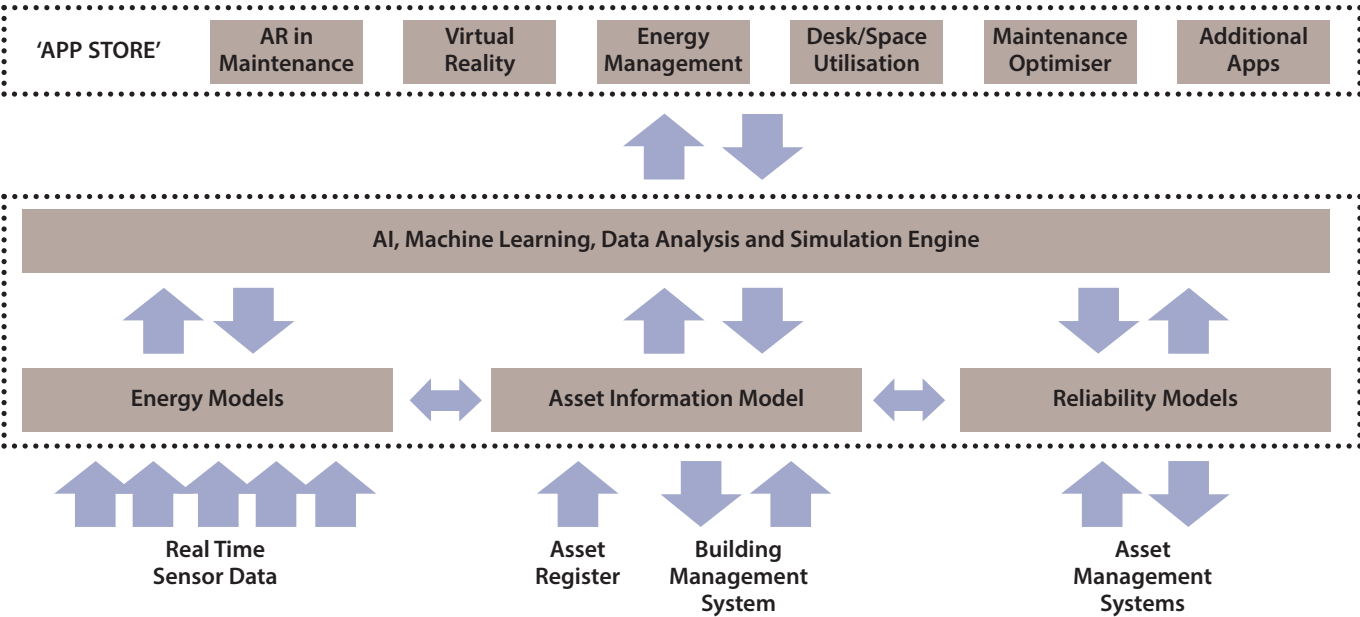 'APP STORE'
AR in
Maintenance
Virtual
Reality
Energy
Management
Desk/Space
Utilisation
Maintenance
Optimiser
Additional
Apps
AI, Machine Learning, Data Analysis and Simulation Engine
Energy Models
Asset Information Model
Reliability Models
Real Time
Sensor Data
Asset
Register
Building
Management
System
Asset
Management
Systems